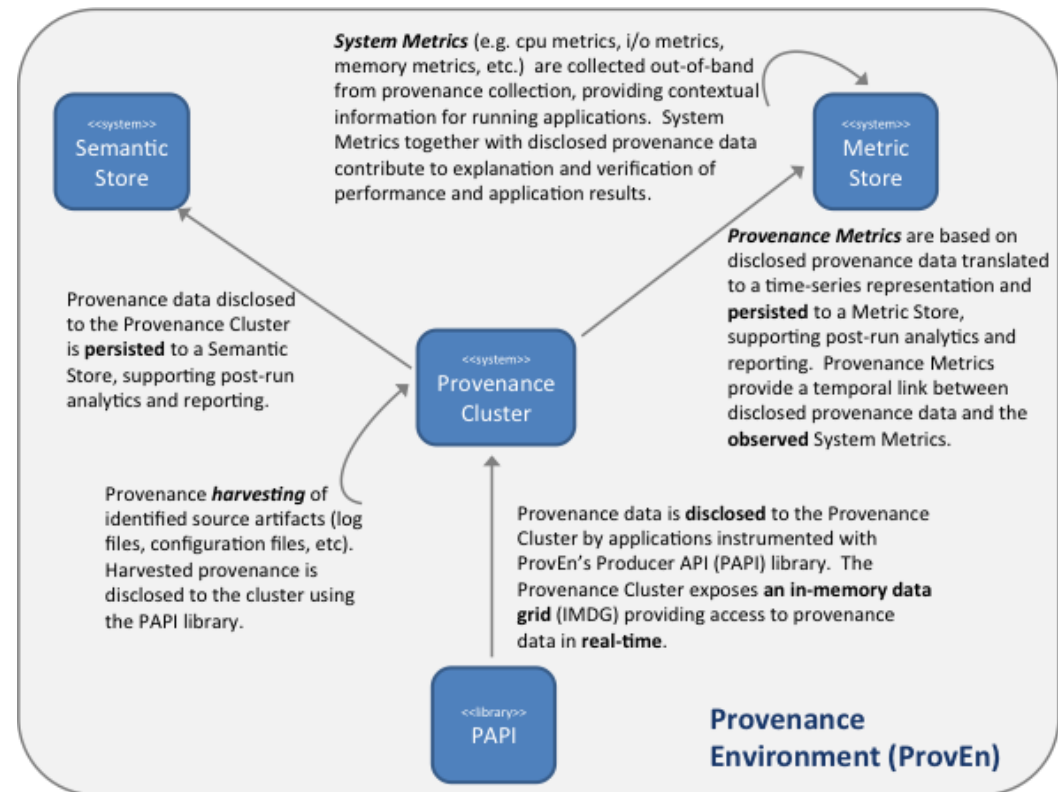 System Metrics (e.g. cpu metrics, i/o metrics,
memory metrics, etc.) are collected out-of-band
from provenance collection, providing contextual
information for running applications. System
Metrics together with disclosed provenance data
contribute to explanation and verification of
performance and application results.
<<system>>
Semantic
Store
<<system>>
Metric
Store
Provenance Metrics are based on
disclosed provenance data translated
to a time-series representation and
persisted to a Metric Store,
supporting post-run analytics and
reporting. Provenance Metrics
provide a temporal link between
disclosed provenance data and the
observed System Metrics.
Provenance data disclosed
to the Provenance Cluster
is persisted to a Semantic
Store, supporting post-run
analytics and reporting.
<<system>>
Provenance
Cluster
Provenance harvesting of
identified source artifacts (log
files, configuration files, etc).
Harvested provenance is
disclosed to the cluster using
the PAPI library.
Provenance data is disclosed to the Provenance
Cluster by applications instrumented with
ProvEn's Producer API (PAPI) library. The
Provenance Cluster exposes an in-memory data
grid (IMDG) providing access to provenance
data in real-time.
<<library>>
PAPI
Provenance
Environment (ProvEn)